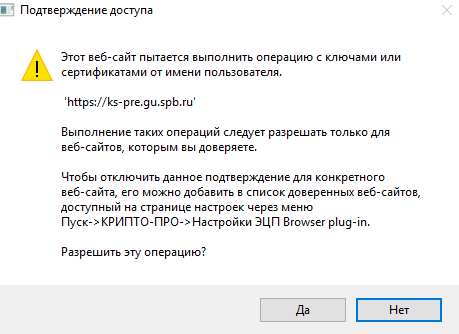 Подтверждение доступа
Этот веб-сайт пытается выполнить операцию с ключами или
сертификатами от имени пользователя.
'https://ks-pre.gu.spb.ru'
Выполнение таких операций следует разрешать только для
веб-сайтов, которым вы доверяете.
Чтобы отключить данное подтверждение для конкретного
веб-сайта, его можно добавить в список доверенных веб-сайтов,
доступный на странице настроек через меню
Пуск->КРИПТО-ПРО->Настройки ЭЦП Browser plug-in.
Разрешить эту операцию?
Да
Нет